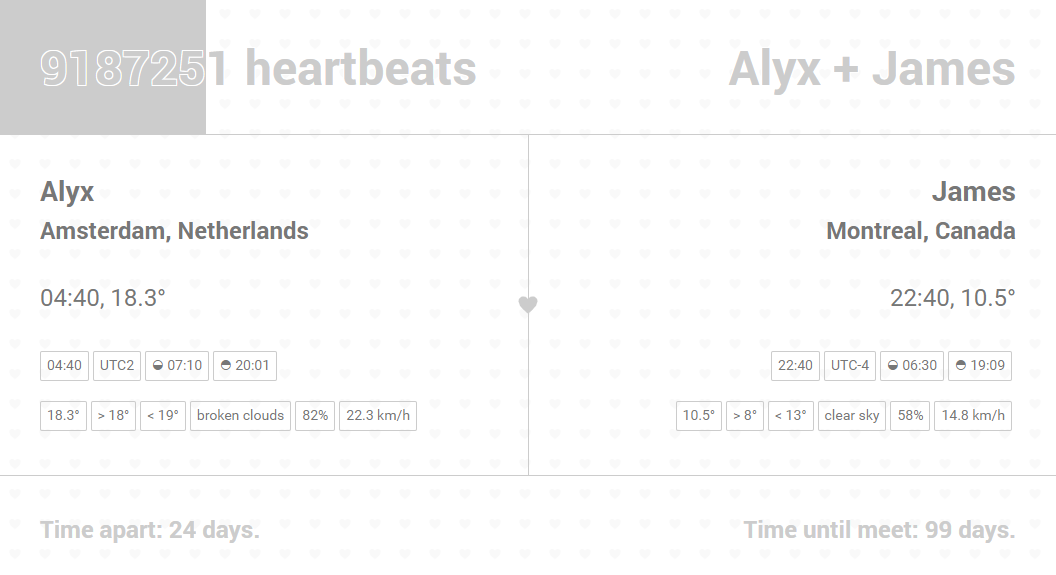 9187251 heartbeats
Alyx + James
Alyx
Amsterdam, Netherlands
04:40, 18.3°
04:40 UTC2 07:10 20:01
18.3° > 18° < 19° broken clouds 82% 22.3 km/h
James
Montreal, Canada
22:40, 10.5°
22:40 UTC-4 06:30 19:09
10.5° > 8° < 13° clear sky 58% 14.8 km/h
Time apart: 24 days.
Time until meet: 99 days.